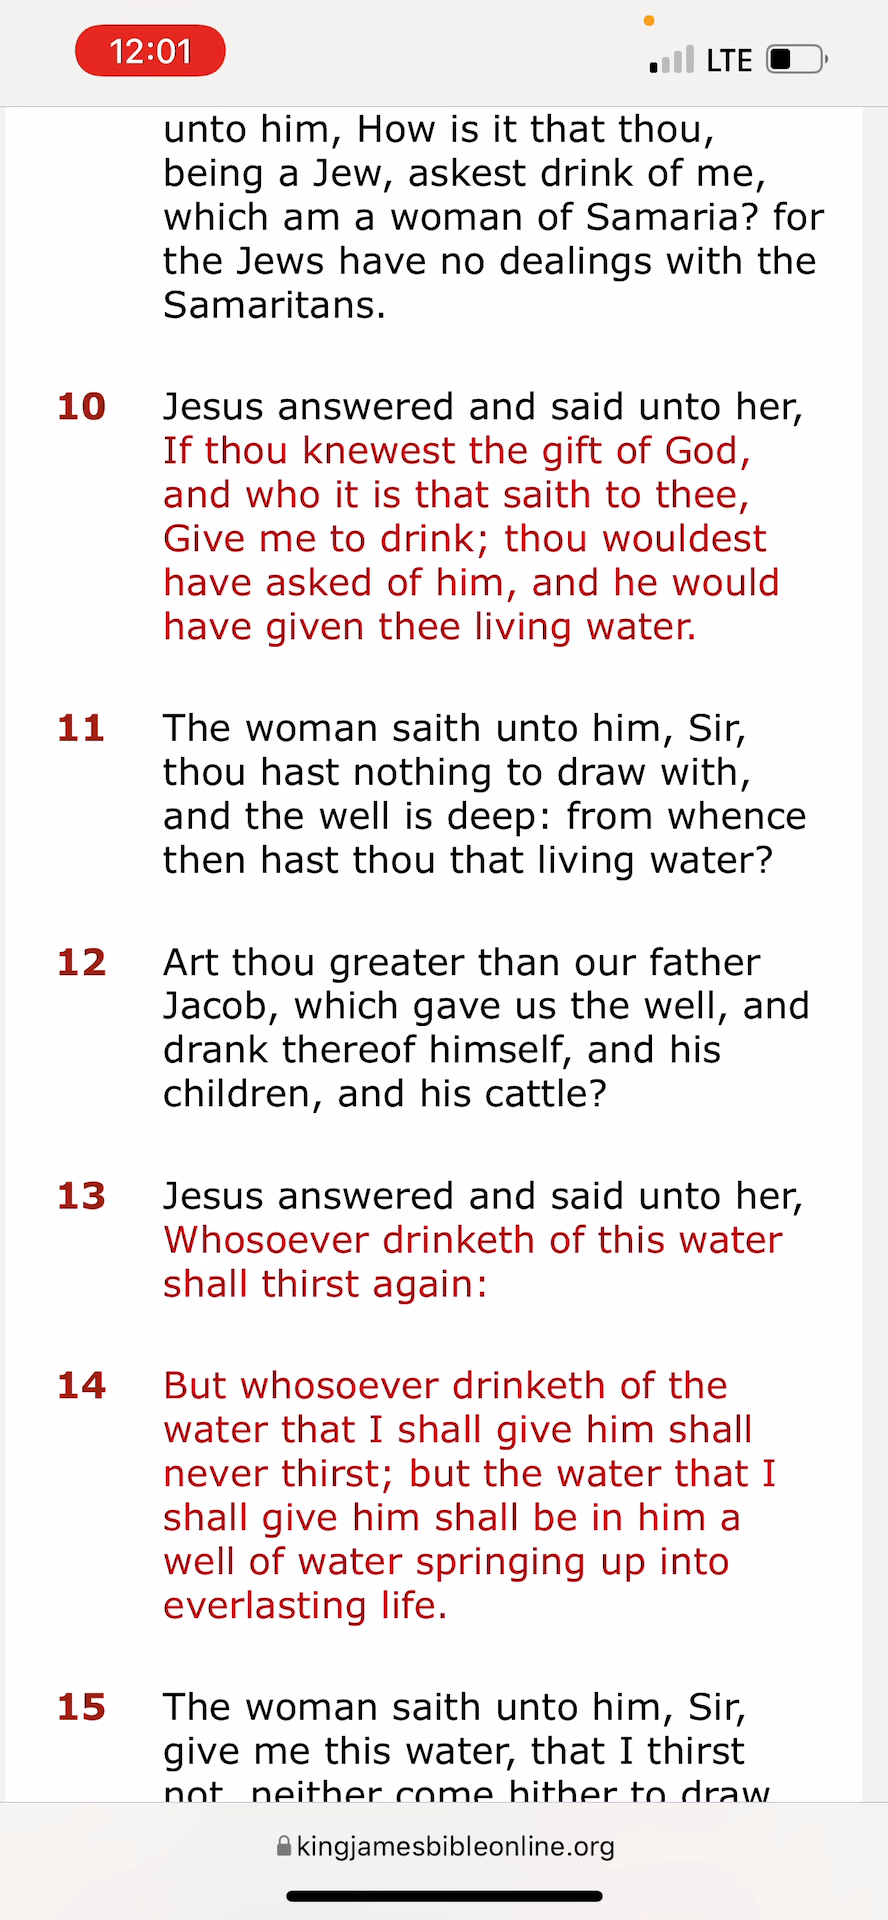 12:01
LTE
unto him, How is it that thou,
being a Jew, askest drink of me,
which am a woman of Samaria? for
the Jews have no dealings with the
Samaritans.
10 Jesus answered and said unto her,
If thou knewest the gift of God,
and who it is that saith to thee,
Give me to drink; thou wouldest
have asked of him, and he would
have given thee living water.
11 The woman saith unto him, Sir,
thou hast nothing to draw with,
and the well is deep: from whence
then hast thou that living water?
12 Art thou greater than our father
Jacob, which gave us the well, and
drank thereof himself, and his
children, and his cattle?
13 Jesus answered and said unto her,
Whosoever drinketh of this water
shall thirst again:
14 But whosoever drinketh of the
water that I shall give him shall
never thirst; but the water that I
shall give him shall be in him a
well of water springing up into
everlasting life.
15 The woman saith unto him, Sir,
give me this water, that I thirst
not, neither come hither to draw
kingjamesbibleonline.org